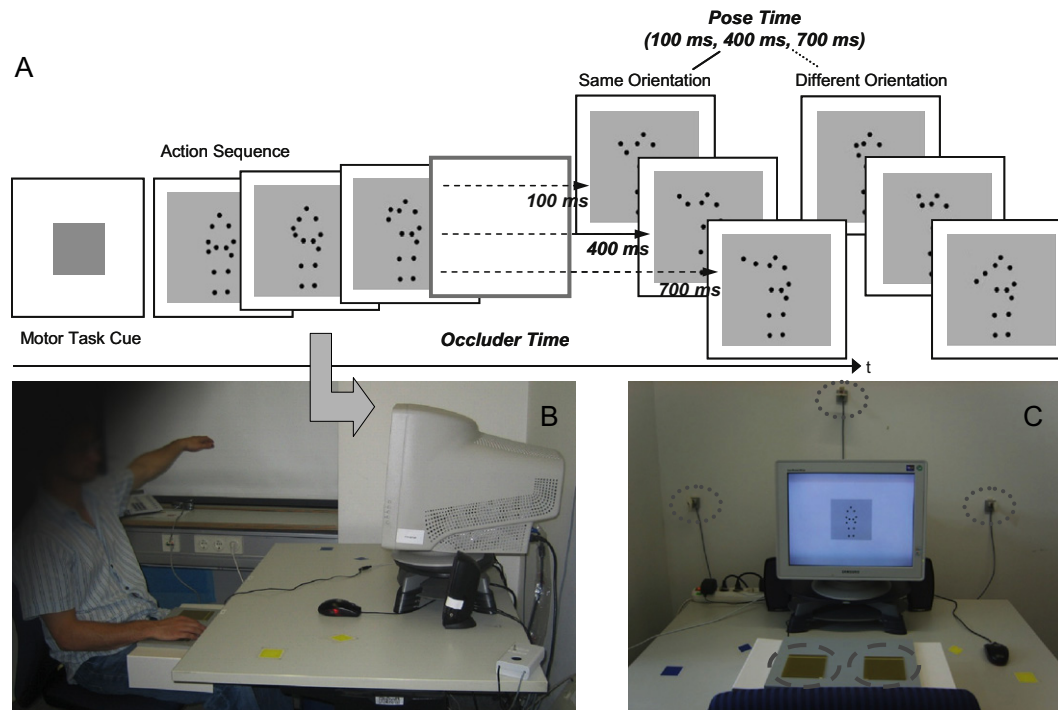 Pose Time
(100 ms, 400 ms, 700 ms)
A
Same Orientation
Different Orientation
Action Sequence
100 ms
400 ms
700 ms
Motor Task Cue
Occluder Time
t
B
C
SAMSUNG